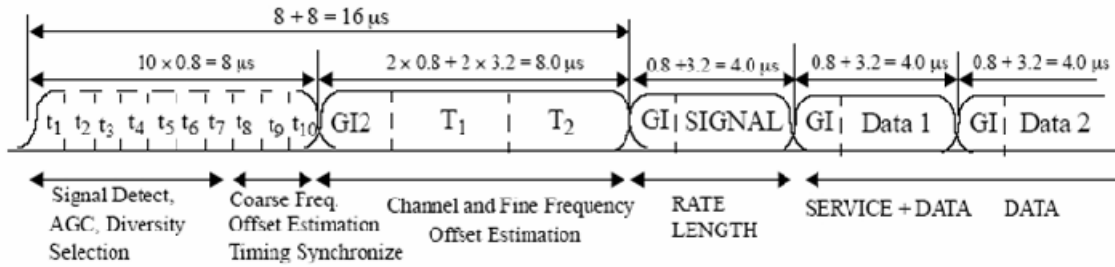 8 + 8 = 16 µs
10 × 0.8 = 8 µs
2 × 0.8 + 2 × 3.2 = 8.0 µs
0.8 +3.2 = 4.0 µs
0.8 + 3.2 = 4.0 µs
0.8 + 3.2 = 4.0 µs
t1 t2 t3 t4 t5 t6 t7 t8 t9 t10 GI2 T1 T2 GI SIGNAL GI Data 1 GI Data 2
Signal Detect,
AGC, Diversity
Selection
Coarse Freq.
Offset Estimation
Timing Synchronize
Channel and Fine Frequency
Offset Estimation
RATE
LENGTH
SERVICE + DATA
DATA